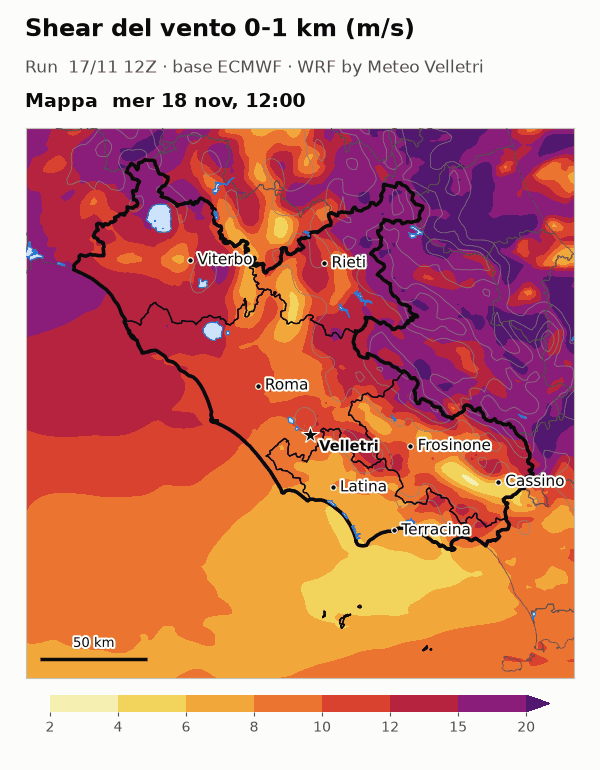 Shear del vento 0-1 km (m/s)
Run 17/11 12Z · base ECMWF · WRF by Meteo Velletri
Mappa mer 18 nov, 12:00
Viterbo
Rieti
Roma
Velletri
Frosinone
Cassino
Latina
Terracina
50 km
2 4 6 8 10 12 15 20